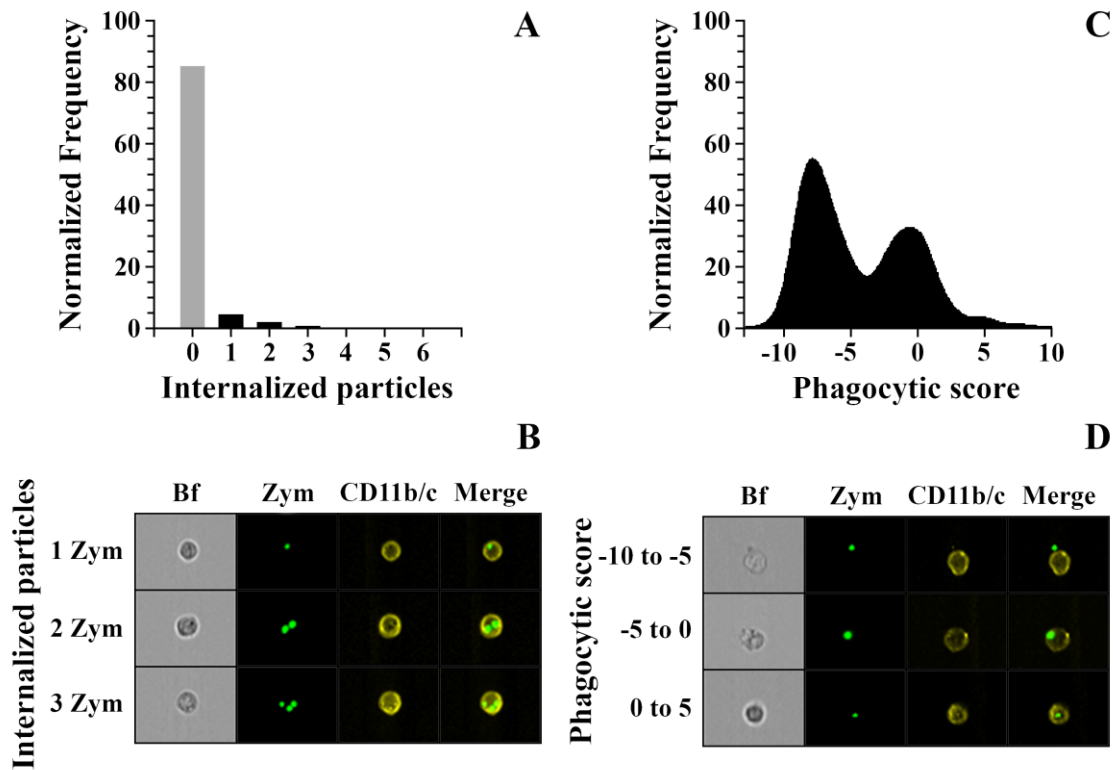 A
Normalized Frequency
100
80
60
40
20
0
0 1 2 3 4 5 6
Internalized particles
C
Normalized Frequency
100
80
60
40
20
0
-10 -5 0 5 10
Phagocytic score
B
Internalized particles
Bf Zym CD11b/c Merge
1 Zym
2 Zym
3 Zym
D
Phagocytic score
Bf Zym CD11b/c Merge
-10 to -5
-5 to 0
0 to 5